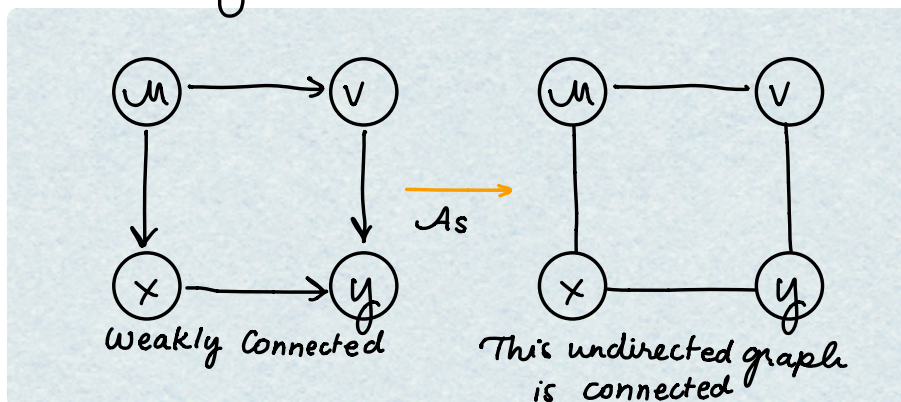 u v u v
As
x y x y
Weakly Connected
This undirected graph
is connected